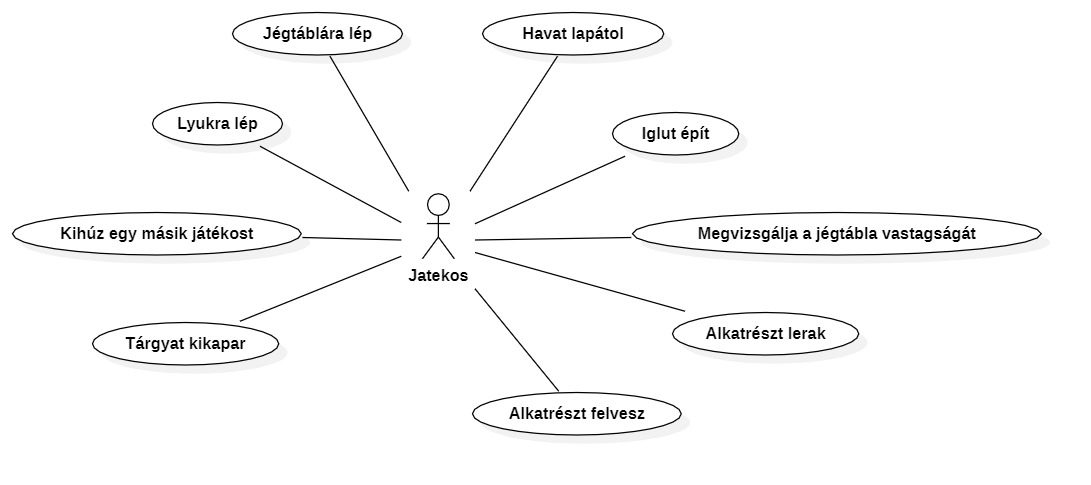 Jégtáblára lép
Havat lapátol
Lyukra lép
Iglut épít
Kihúz egy másik játékost
Megvizsgálja a jégtábla vastagságát
Jatekos
Tárgyat kikapar
Alkatrészt lerak
Alkatrészt felvesz